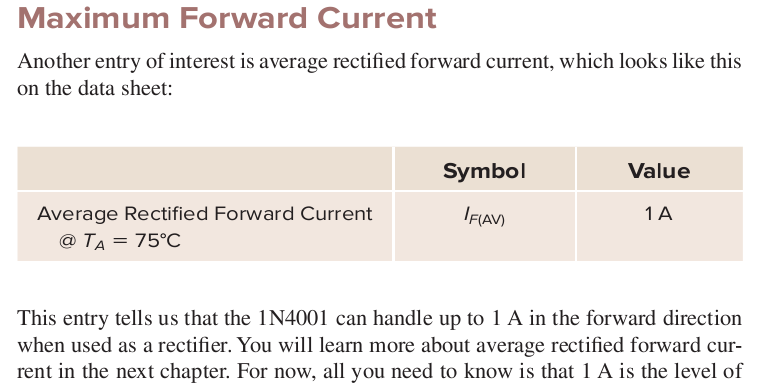 Maximum Forward Current
Another entry of interest is average rectified forward current, which looks like this
on the data sheet:
Symbol Value
Average Rectified Forward Current I_F(AV) 1 A
@ T_A = 75°C
This entry tells us that the 1N4001 can handle up to 1 A in the forward direction
when used as a rectifier. You will learn more about average rectified forward cur-
rent in the next chapter. For now, all you need to know is that 1 A is the level of